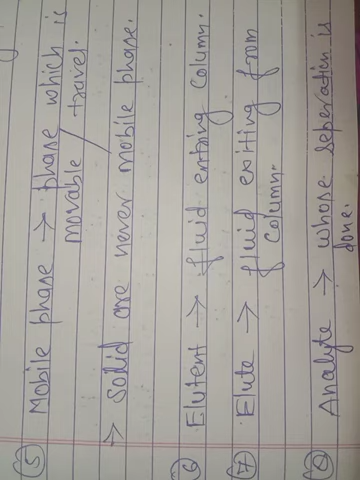 5 Mobile phase → phase which is
movable / travel.
→ solid are never mobile phase.
6 Elutent → fluid entring column.
7 Elute → fluid exiting from
column.
8 Analyte → whose seperation is
done.